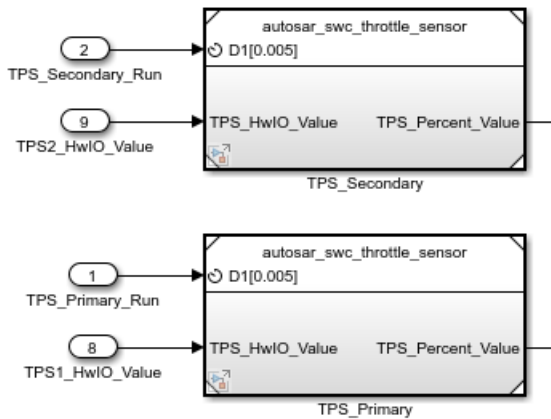 autosar_swc_throttle_sensor
2
D1[0.005]
TPS_Secondary_Run
9
TPS_HwIO_Value
TPS_Percent_Value
TPS2_HwIO_Value
TPS_Secondary
autosar_swc_throttle_sensor
1
D1[0.005]
TPS_Primary_Run
8
TPS_HwIO_Value
TPS_Percent_Value
TPS1_HwIO_Value
TPS_Primary